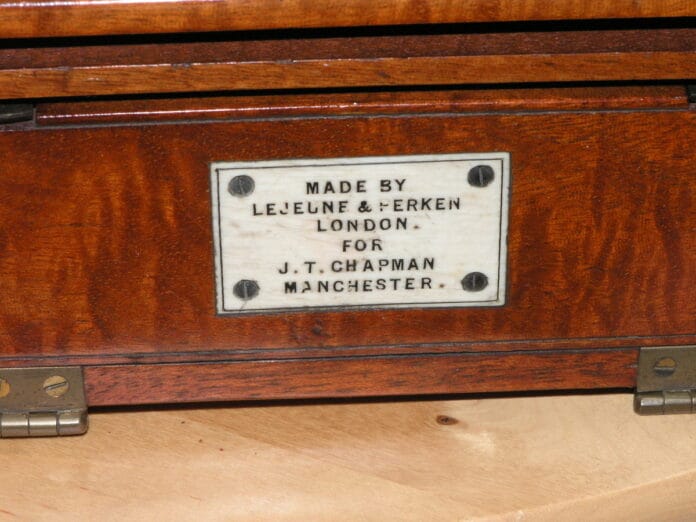 MADE BY
LEJEUNE & PERKEN
LONDON.
FOR
J. T. CHAPMAN
MANCHESTER.